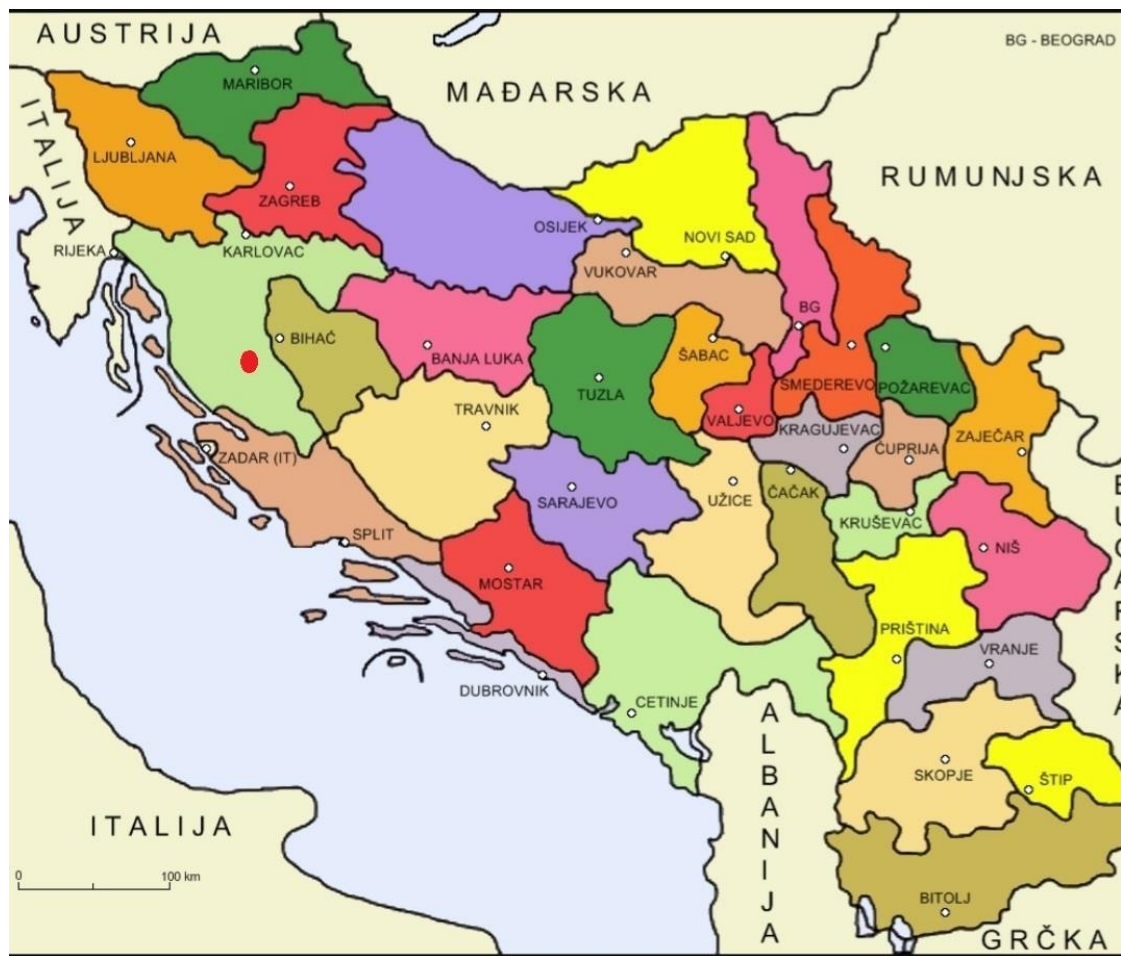 AUSTRIJA
BG - BEOGRAD
MARIBOR
MAĐARSKA
ITALIJA
LJUBLJANA
RUMUNJSKA
ZAGREB
OSIJEK
NOVI SAD
RIJEKA
KARLOVAC
VUKOVAR
BG
BIHAĆ
BANJA LUKA
ŠABAC
TUZLA
SMEDEREVO
POŽAREVAC
TRAVNIK
VALJEVO
KRAGUJEVAC
ZAJEČAR
ZADAR (IT)
ĆUPRIJA
SARAJEVO
UŽICE
ČAČAK
KRUŠEVAC
SPLIT
NIŠ
MOSTAR
BUGARSKA
PRIŠTINA
VRANJE
DUBROVNIK
CETINJE
ALBANIJA
SKOPJE
ŠTIP
ITALIJA
0 100 km
BITOLJ
GRČKA